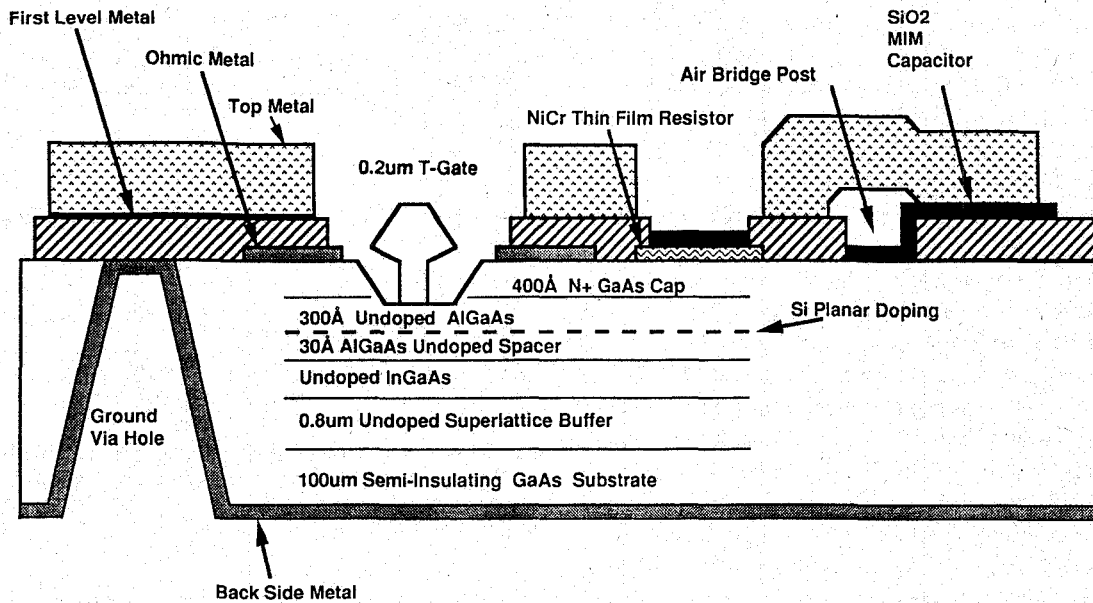 First Level Metal
SiO2
MIM
Capacitor
Ohmic Metal
Air Bridge Post
Top Metal
NiCr Thin Film Resistor
0.2um T-Gate
400Å N+ GaAs Cap
300Å Undoped AlGaAs
Si Planar Doping
30Å AlGaAs Undoped Spacer
Undoped InGaAs
Ground
Via Hole
0.8um Undoped Superlattice Buffer
100um Semi-Insulating GaAs Substrate
Back Side Metal